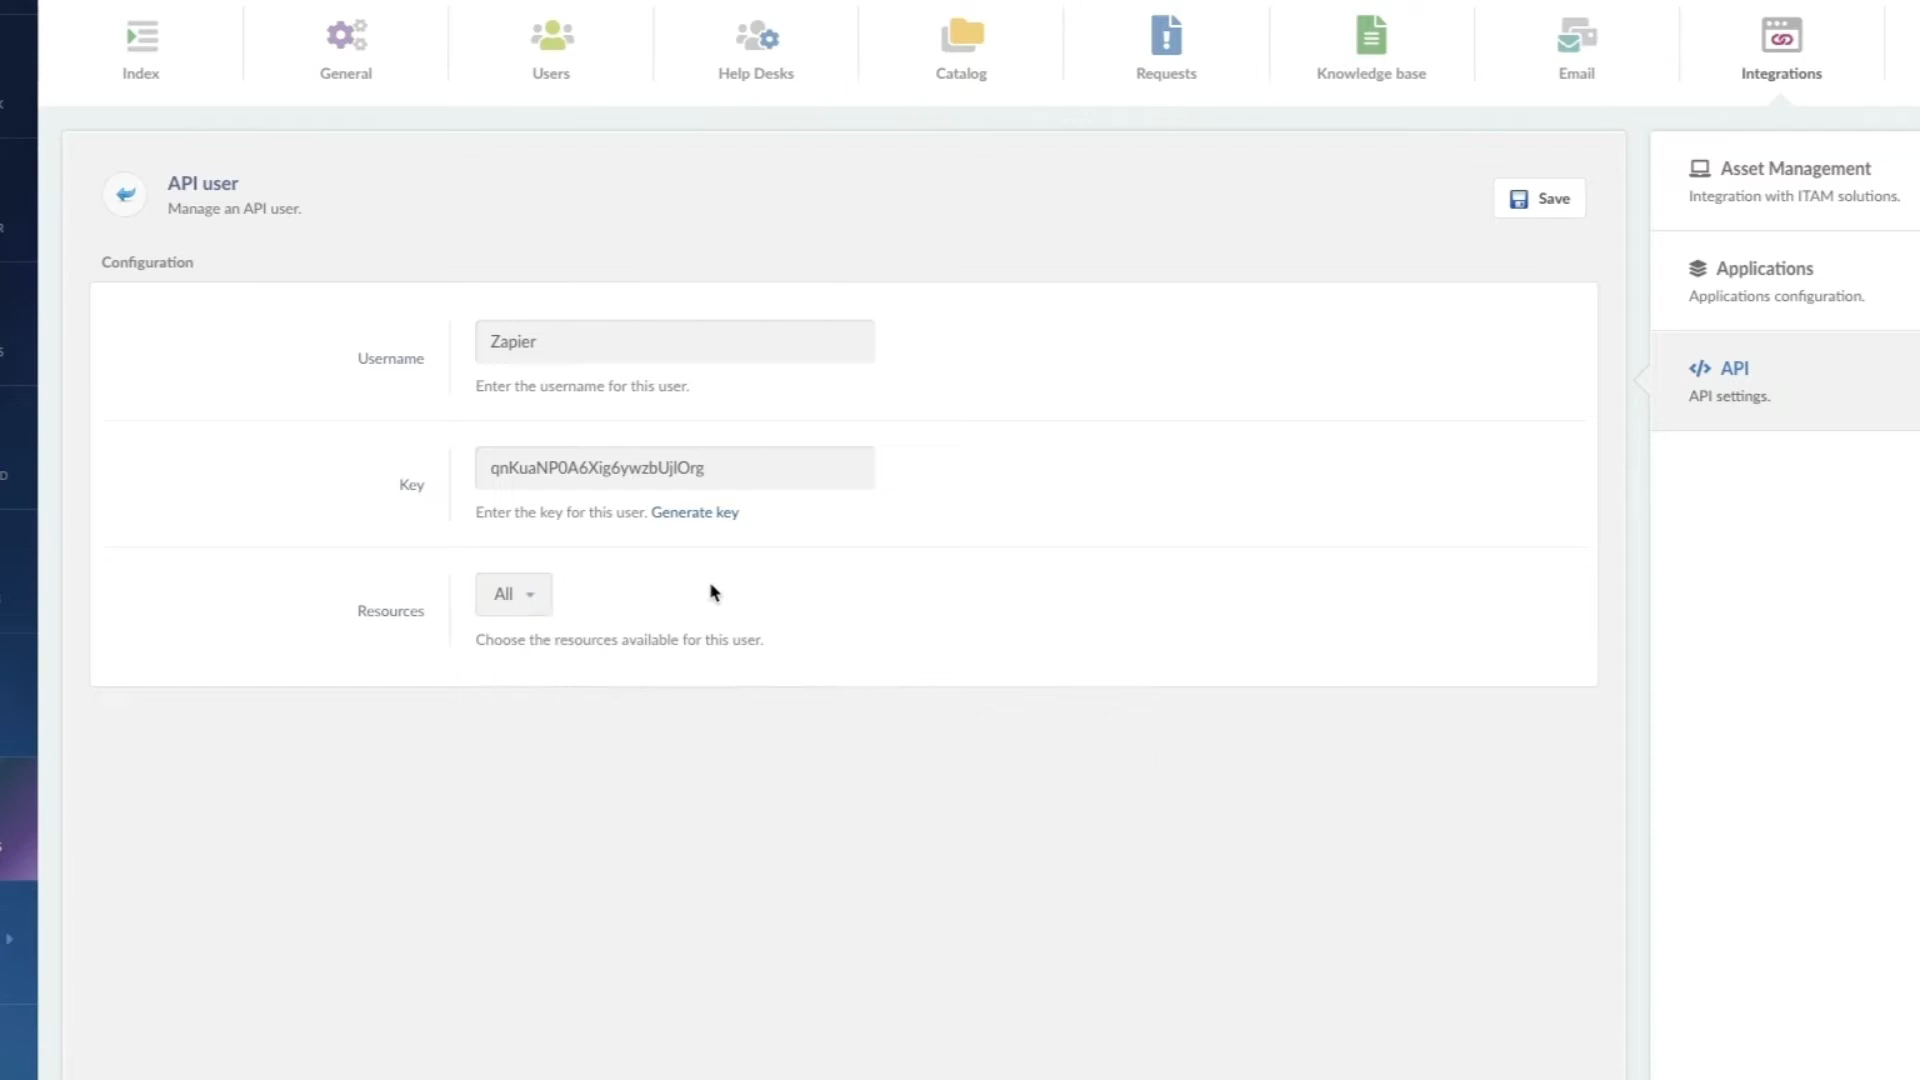 Index
General
Users
Help Desks
Catalog
Requests
Knowledge base
Email
Integrations
API user
Manage an API user.
Save
Configuration
Username
Zapier
Enter the username for this user.
Key
qnKuaNP0A6Xig6ywzbUjlOrg
Enter the key for this user. Generate key
Resources
All
Choose the resources available for this user.
Asset Management
Integration with ITAM solutions.
Applications
Applications configuration.
</> API
API settings.